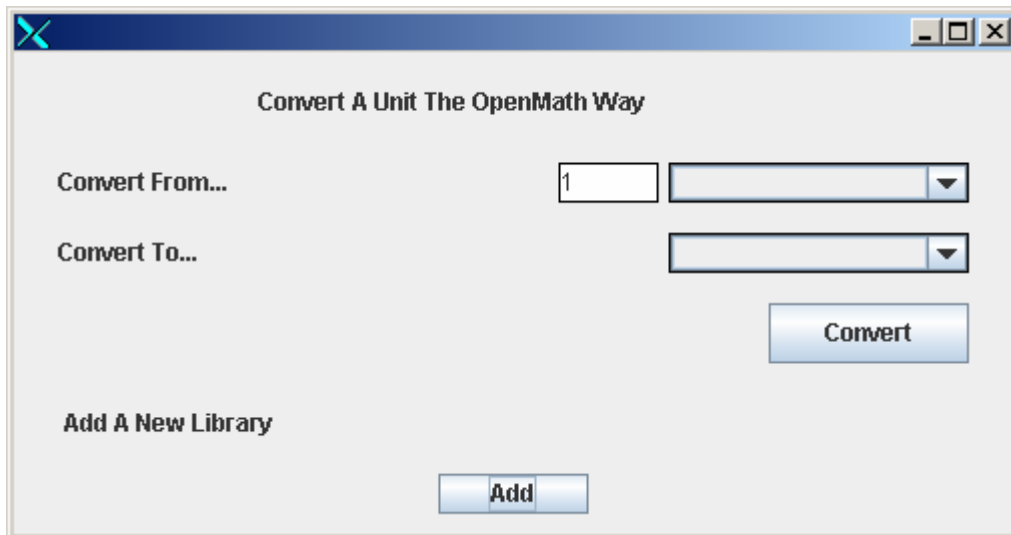 Convert A Unit The OpenMath Way
Convert From... 1
Convert To...
Convert
Add A New Library
Add